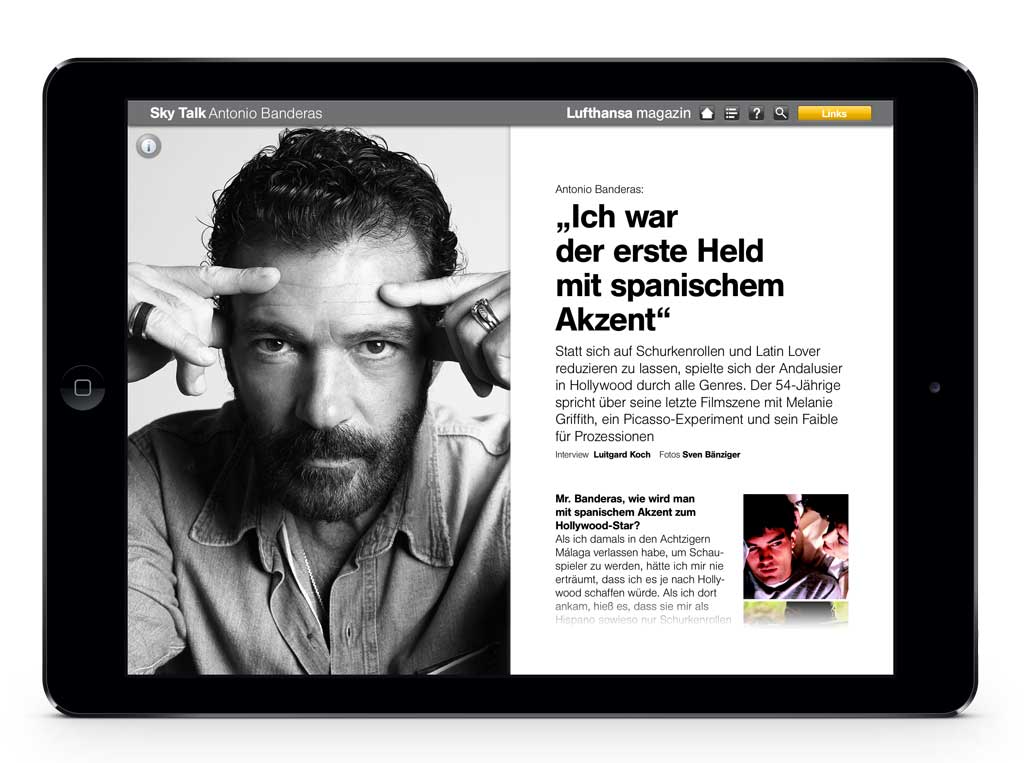 Sky Talk Antonio Banderas
Lufthansa magazin
?
Links
i
Antonio Banderas:
„Ich war
der erste Held
mit spanischem
Akzent“
Statt sich auf Schurkenrollen und Latin Lover
reduzieren zu lassen, spielte sich der Andalusier
in Hollywood durch alle Genres. Der 54-Jährige
spricht über seine letzte Filmszene mit Melanie
Griffith, ein Picasso-Experiment und sein Faible
für Prozessionen
Interview Luitgard Koch Fotos Sven Bänziger
Mr. Banderas, wie wird man
mit spanischem Akzent zum
Hollywood-Star?
Als ich damals in den Achtzigern
Málaga verlassen habe, um Schau-
spieler zu werden, hätte ich mir nie
erträumt, dass ich es je nach Holly-
wood schaffen würde. Als ich dort
ankam, hieß es, dass sie mir als
Hispano sowieso nur Schurkenrollen